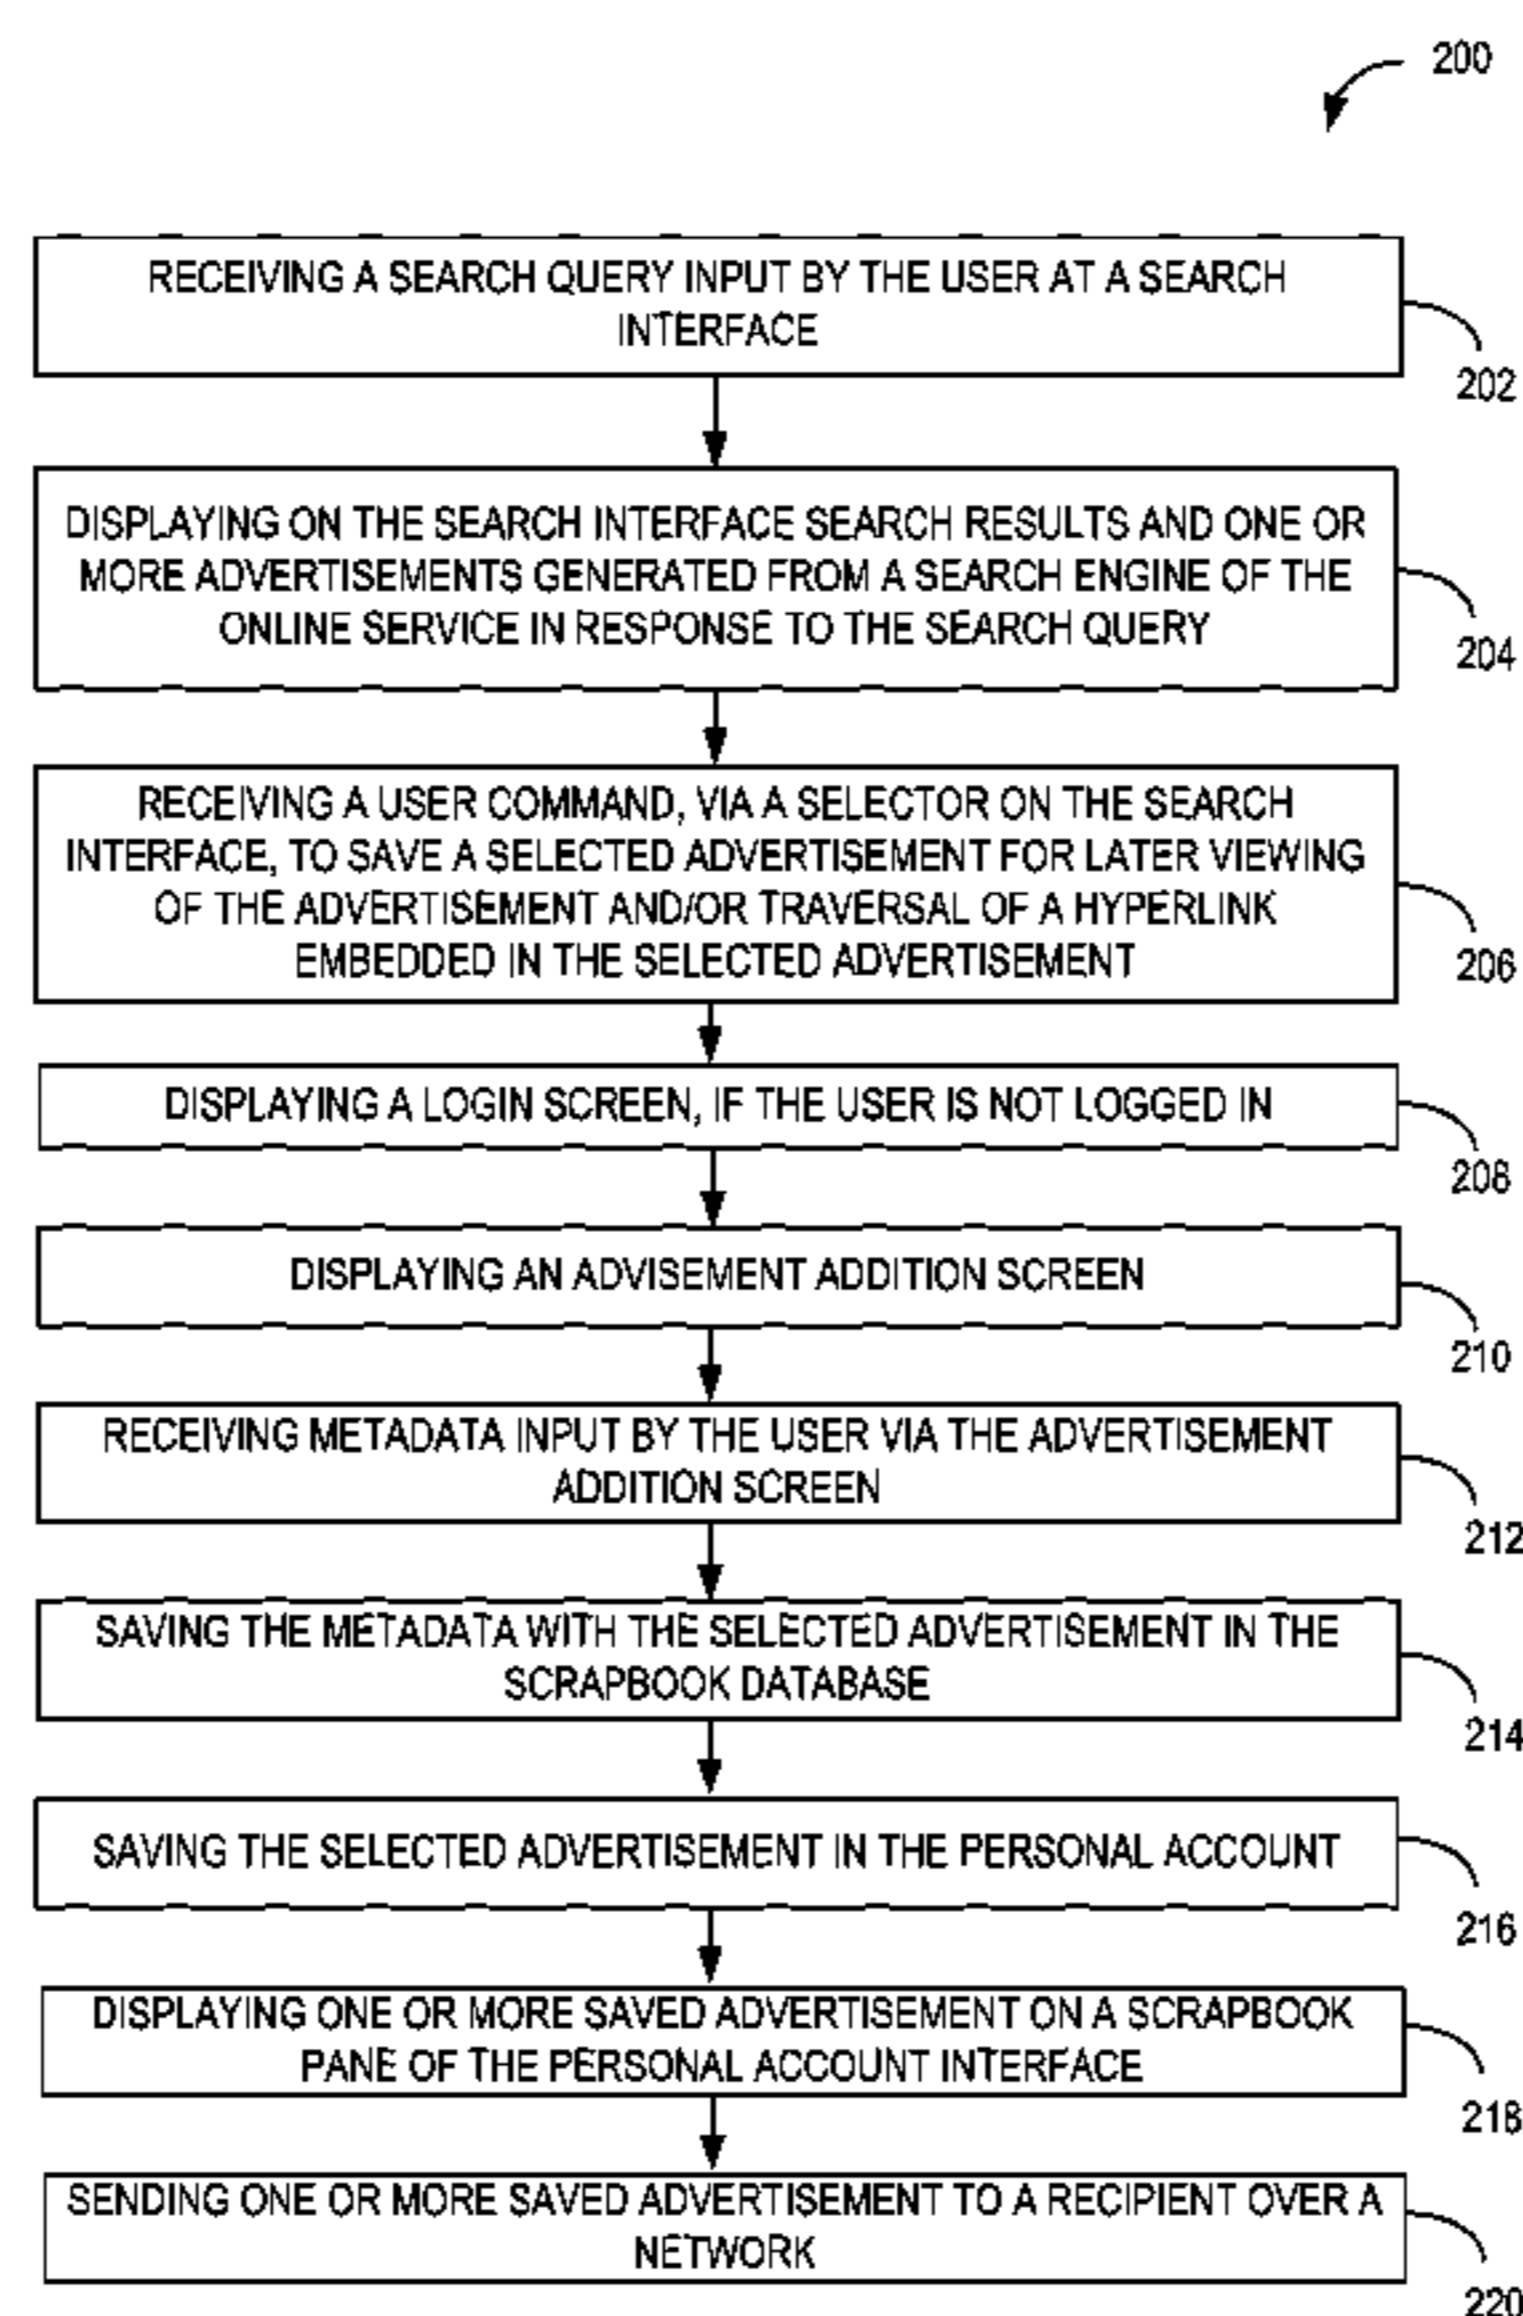 200
RECEIVING A SEARCH QUERY INPUT BY THE USER AT A SEARCH
INTERFACE
202
DISPLAYING ON THE SEARCH INTERFACE SEARCH RESULTS AND ONE OR
MORE ADVERTISEMENTS GENERATED FROM A SEARCH ENGINE OF THE
ONLINE SERVICE IN RESPONSE TO THE SEARCH QUERY
204
RECEIVING A USER COMMAND, VIA A SELECTOR ON THE SEARCH
INTERFACE, TO SAVE A SELECTED ADVERTISEMENT FOR LATER VIEWING
OF THE ADVERTISEMENT AND/OR TRAVERSAL OF A HYPERLINK
EMBEDDED IN THE SELECTED ADVERTISEMENT
206
DISPLAYING A LOGIN SCREEN, IF THE USER IS NOT LOGGED IN
208
DISPLAYING AN ADVISEMENT ADDITION SCREEN
210
RECEIVING METADATA INPUT BY THE USER VIA THE ADVERTISEMENT
ADDITION SCREEN
212
SAVING THE METADATA WITH THE SELECTED ADVERTISEMENT IN THE
SCRAPBOOK DATABASE
214
SAVING THE SELECTED ADVERTISEMENT IN THE PERSONAL ACCOUNT
216
DISPLAYING ONE OR MORE SAVED ADVERTISEMENT ON A SCRAPBOOK
PANE OF THE PERSONAL ACCOUNT INTERFACE
218
SENDING ONE OR MORE SAVED ADVERTISEMENT TO A RECIPIENT OVER A
NETWORK
220